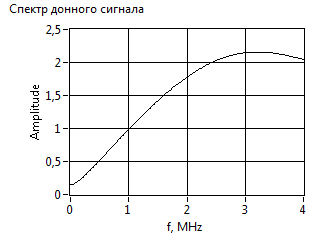 Спектр донного сигнала
2,5
2
1,5
1
0,5
0
Amplitude
0 1 2 3 4
f, MHz